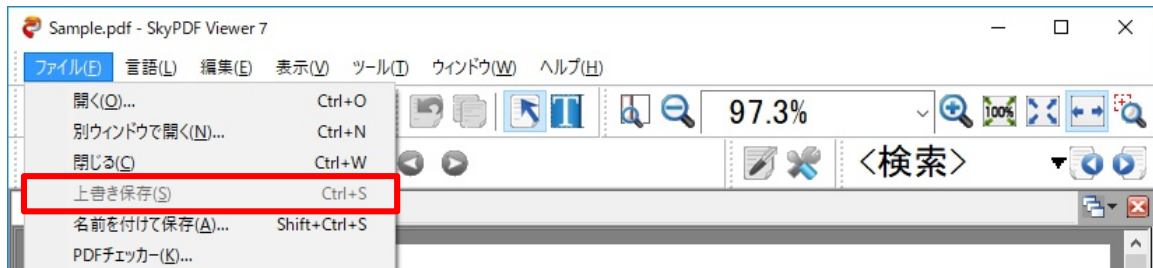 Sample.pdf - SkyPDF Viewer 7
ファイル(F) 言語(L) 編集(E) 表示(V) ツール(T) ウィンドウ(W) ヘルプ(H)
開く(O)... Ctrl+O
97.3%
100%
別ウィンドウで開く(N)... Ctrl+N
閉じる(C) Ctrl+W
<検索>
上書き保存(S) Ctrl+S
名前を付けて保存(A)... Shift+Ctrl+S
PDFチェッカー(K)...